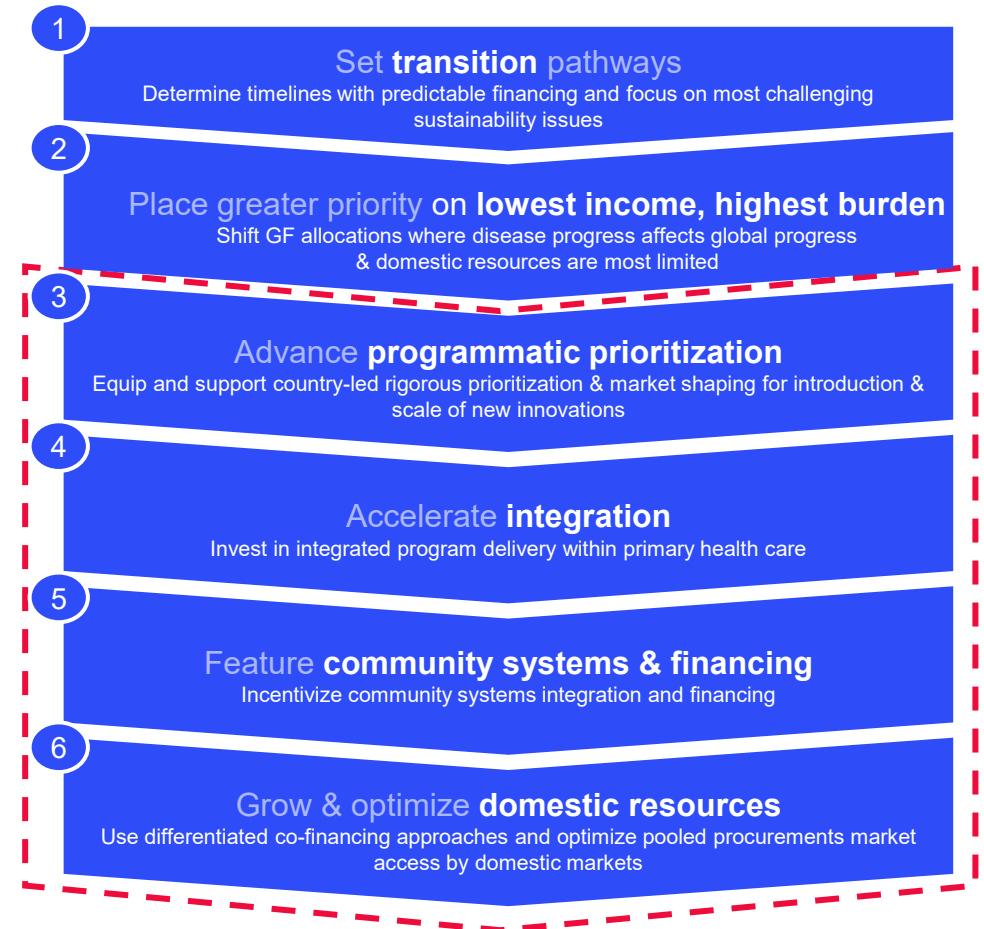 1
Set transition pathways
Determine timelines with predictable financing and focus on most challenging
sustainability issues
2
Place greater priority on lowest income, highest burden
Shift GF allocations where disease progress affects global progress
& domestic resources are most limited
3
Advance programmatic prioritization
Equip and support country-led rigorous prioritization & market shaping for introduction &
scale of new innovations
4
Accelerate integration
Invest in integrated program delivery within primary health care
5
Feature community systems & financing
Incentivize community systems integration and financing
6
Grow & optimize domestic resources
Use differentiated co-financing approaches and optimize pooled procurements market
access by domestic markets